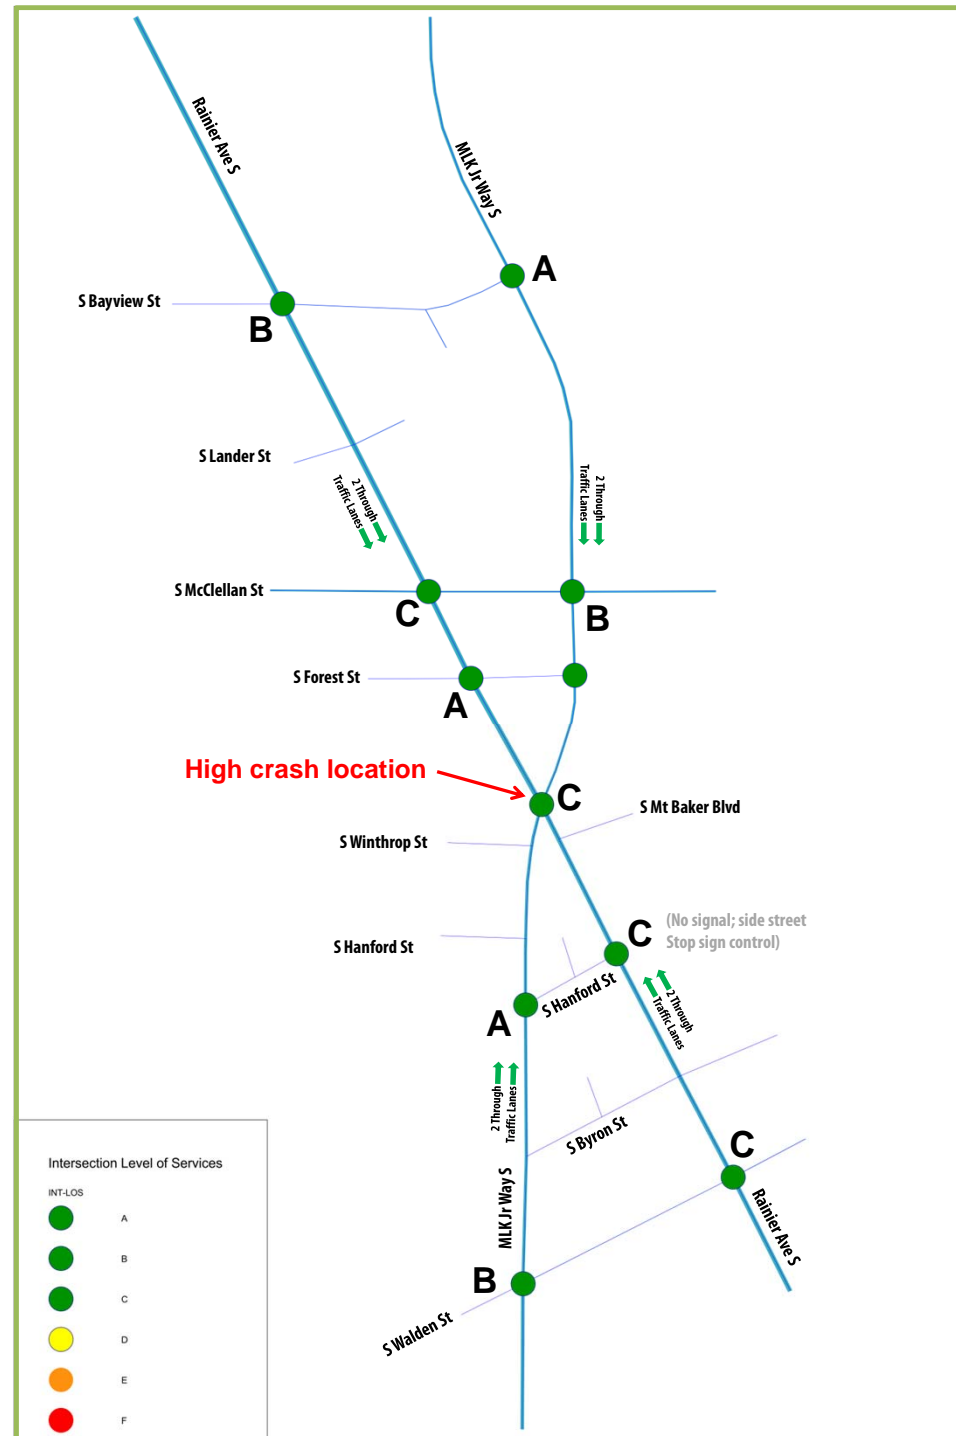 Rainier Ave S
MLK Jr Way S
A
S Bayview St
B
S Lander St
2 Through
Traffic Lanes
2 Through
Traffic Lanes
S McClellan St
C
B
S Forest St
A
High crash location
C
S Mt Baker Blvd
S Winthrop St
(No signal; side street
Stop sign control)
C
S Hanford St
S Hanford St
A
2 Through
Traffic Lanes
2 Through
Traffic Lanes
S Byron St
C
MLK Jr Way S
Rainier Ave S
B
S Walden St
Intersection Level of Services
INT-LOS
A
B
C
D
E
F